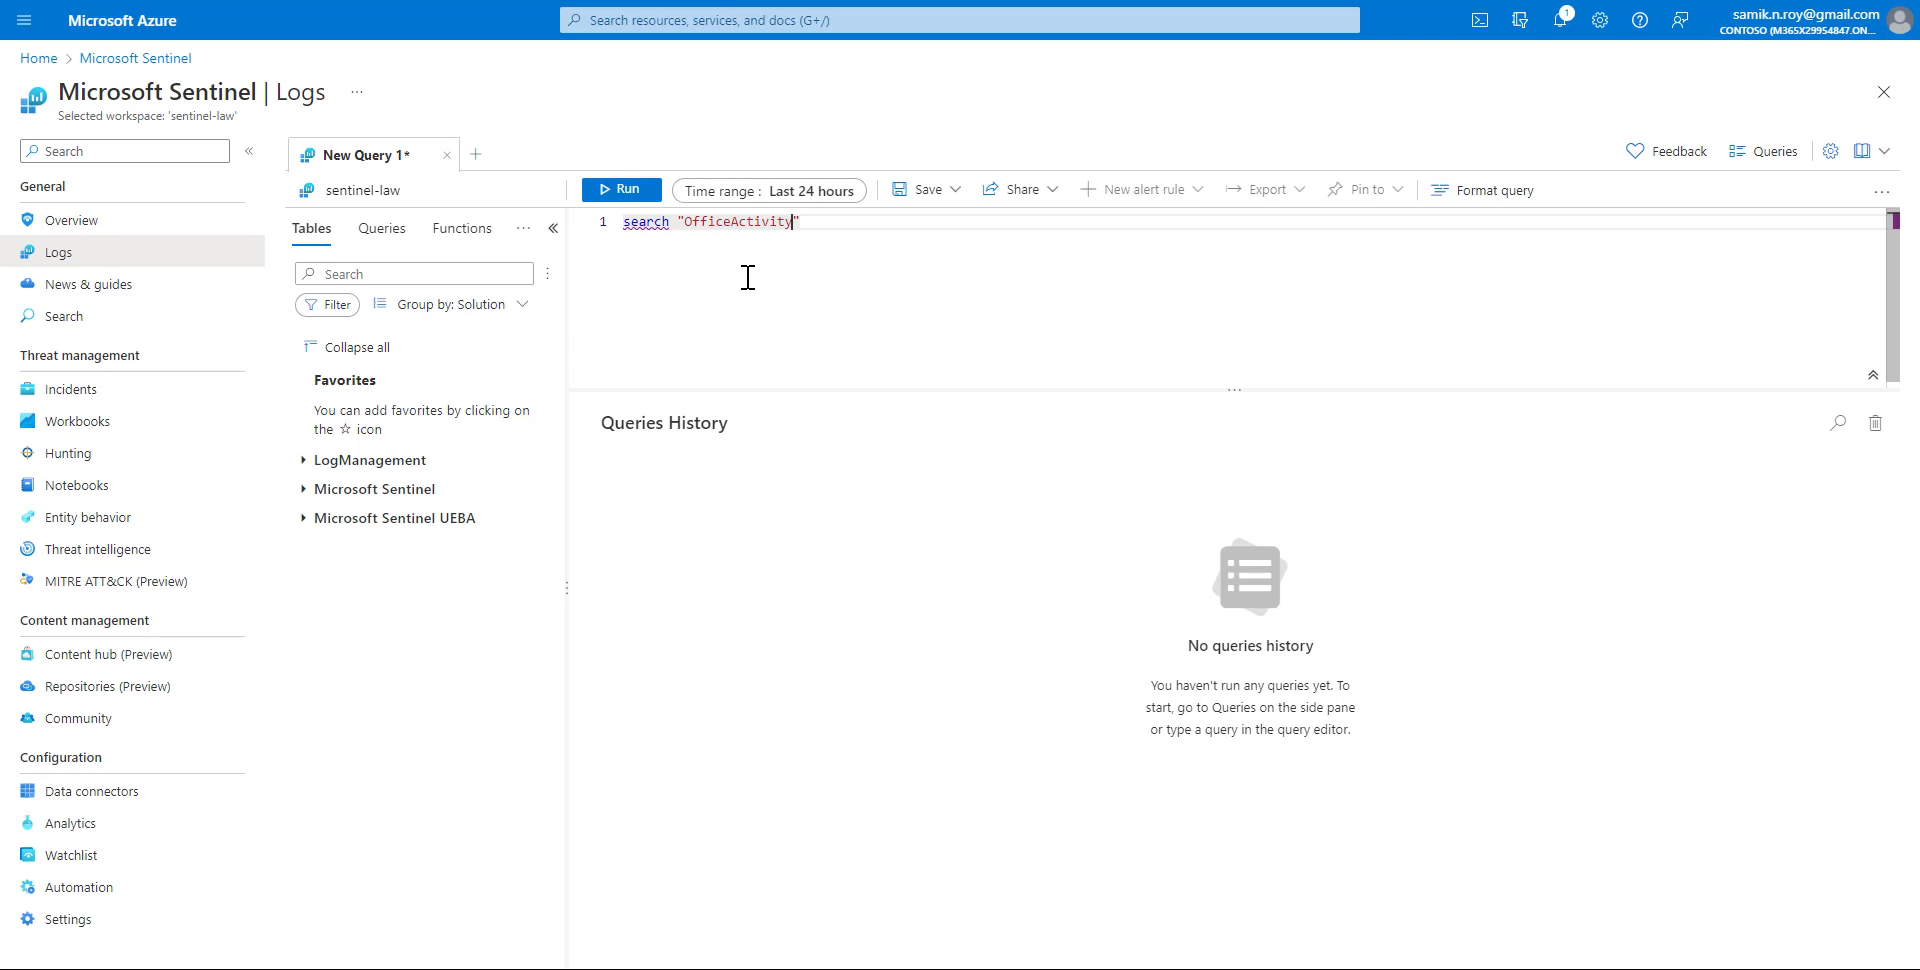 Microsoft Azure
Search resources, services, and docs (G+/)
1
samik.n.roy@gmail.com
CONTOSO (M365X29954847.ON...
Home > Microsoft Sentinel
Microsoft Sentinel | Logs ...
Selected workspace: 'sentinel-law'
Search
General
Overview
Logs
News & guides
Search
Threat management
Incidents
Workbooks
Hunting
Notebooks
Entity behavior
Threat intelligence
MITRE ATT&CK (Preview)
Content management
Content hub (Preview)
Repositories (Preview)
Community
Configuration
Data connectors
Analytics
Watchlist
Automation
Settings
New Query 1*
Feedback
Queries
sentinel-law
Run
Time range : Last 24 hours
Save
Share
New alert rule
Export
Pin to
Format query
Tables
Queries
Functions
Search
Filter
Group by: Solution
Collapse all
Favorites
You can add favorites by clicking on
the ☆ icon
LogManagement
Microsoft Sentinel
Microsoft Sentinel UEBA
1 search "OfficeActivity"
Queries History
No queries history
You haven't run any queries yet. To
start, go to Queries on the side pane
or type a query in the query editor.